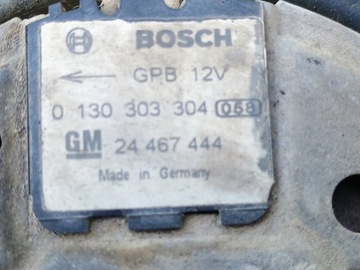 BOSCH
GPB 12V
0 130 303 304 058
GM 24 467 444
Made in Germany